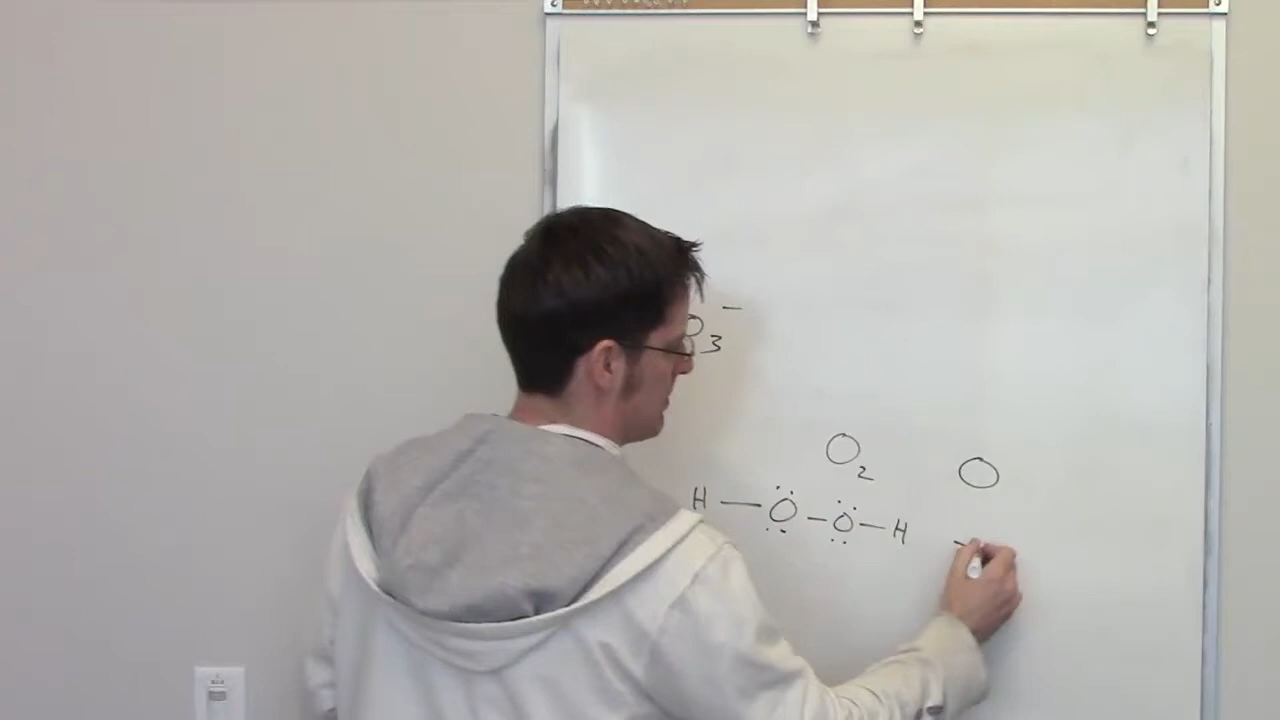 O₃⁻
O₂ O
H — Ö — Ö — H
-